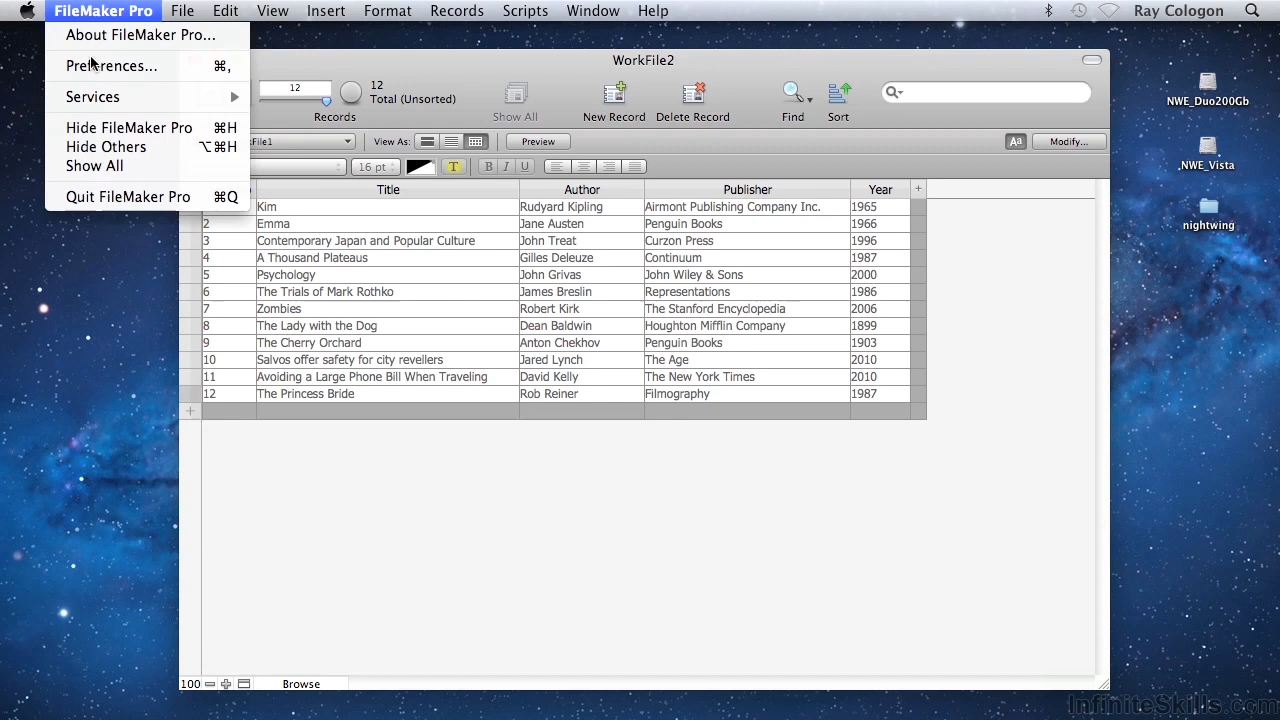 FileMaker Pro File Edit View Insert Format Records Scripts Window Help Ray Cologon
About FileMaker Pro...
Preferences... ⌘,
Services
Hide FileMaker Pro ⌘H
Hide Others ⌥⌘H
Show All
Quit FileMaker Pro ⌘Q
WorkFile2
12
12
Total (Unsorted)
Records Show All New Record Delete Record Find Sort
File1 View As: Preview Aa Modify...
16 pt T B I U
Title Author Publisher Year +
Kim Rudyard Kipling Airmont Publishing Company Inc. 1965
2 Emma Jane Austen Penguin Books 1966
3 Contemporary Japan and Popular Culture John Treat Curzon Press 1996
4 A Thousand Plateaus Gilles Deleuze Continuum 1987
5 Psychology John Grivas John Wiley & Sons 2000
6 The Trials of Mark Rothko James Breslin Representations 1986
7 Zombies Robert Kirk The Stanford Encyclopedia 2006
8 The Lady with the Dog Dean Baldwin Houghton Mifflin Company 1899
9 The Cherry Orchard Anton Chekhov Penguin Books 1903
10 Salvos offer safety for city revellers Jared Lynch The Age 2010
11 Avoiding a Large Phone Bill When Traveling David Kelly The New York Times 2010
12 The Princess Bride Rob Reiner Filmography 1987
+
100 Browse
NWE_Duo200Gb
NWE_Vista
nightwing
InfiniteSkills.com